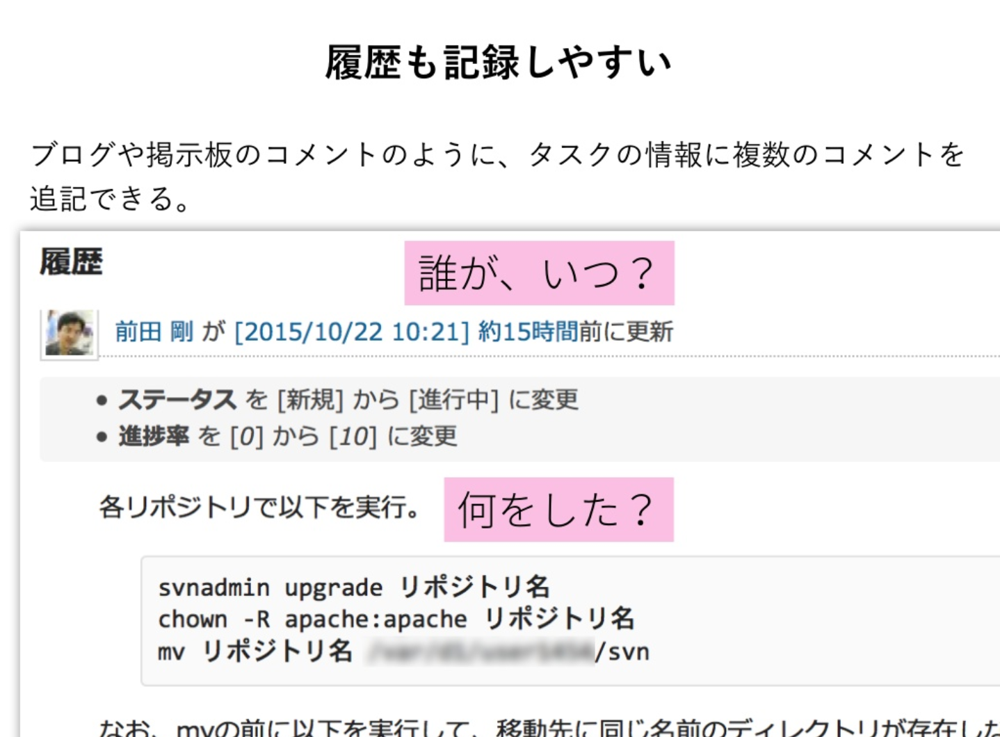 履歴も記録しやすい
ブログや掲示板のコメントのように、タスクの情報に複数のコメントを
追記できる。
履歴
誰が、いつ？
前田 剛 が [2015/10/22 10:21] 約15時間前に更新
● ステータス を [新規] から [進行中] に変更
● 進捗率 を [0] から [10] に変更
各リポジトリで以下を実行。
何をした？
svnadmin upgrade リポジトリ名
chown -R apache:apache リポジトリ名
mv リポジトリ名 /svn
なお、mvの前に以下を実行して、移動先に同じ名前のディレクトリが存在した